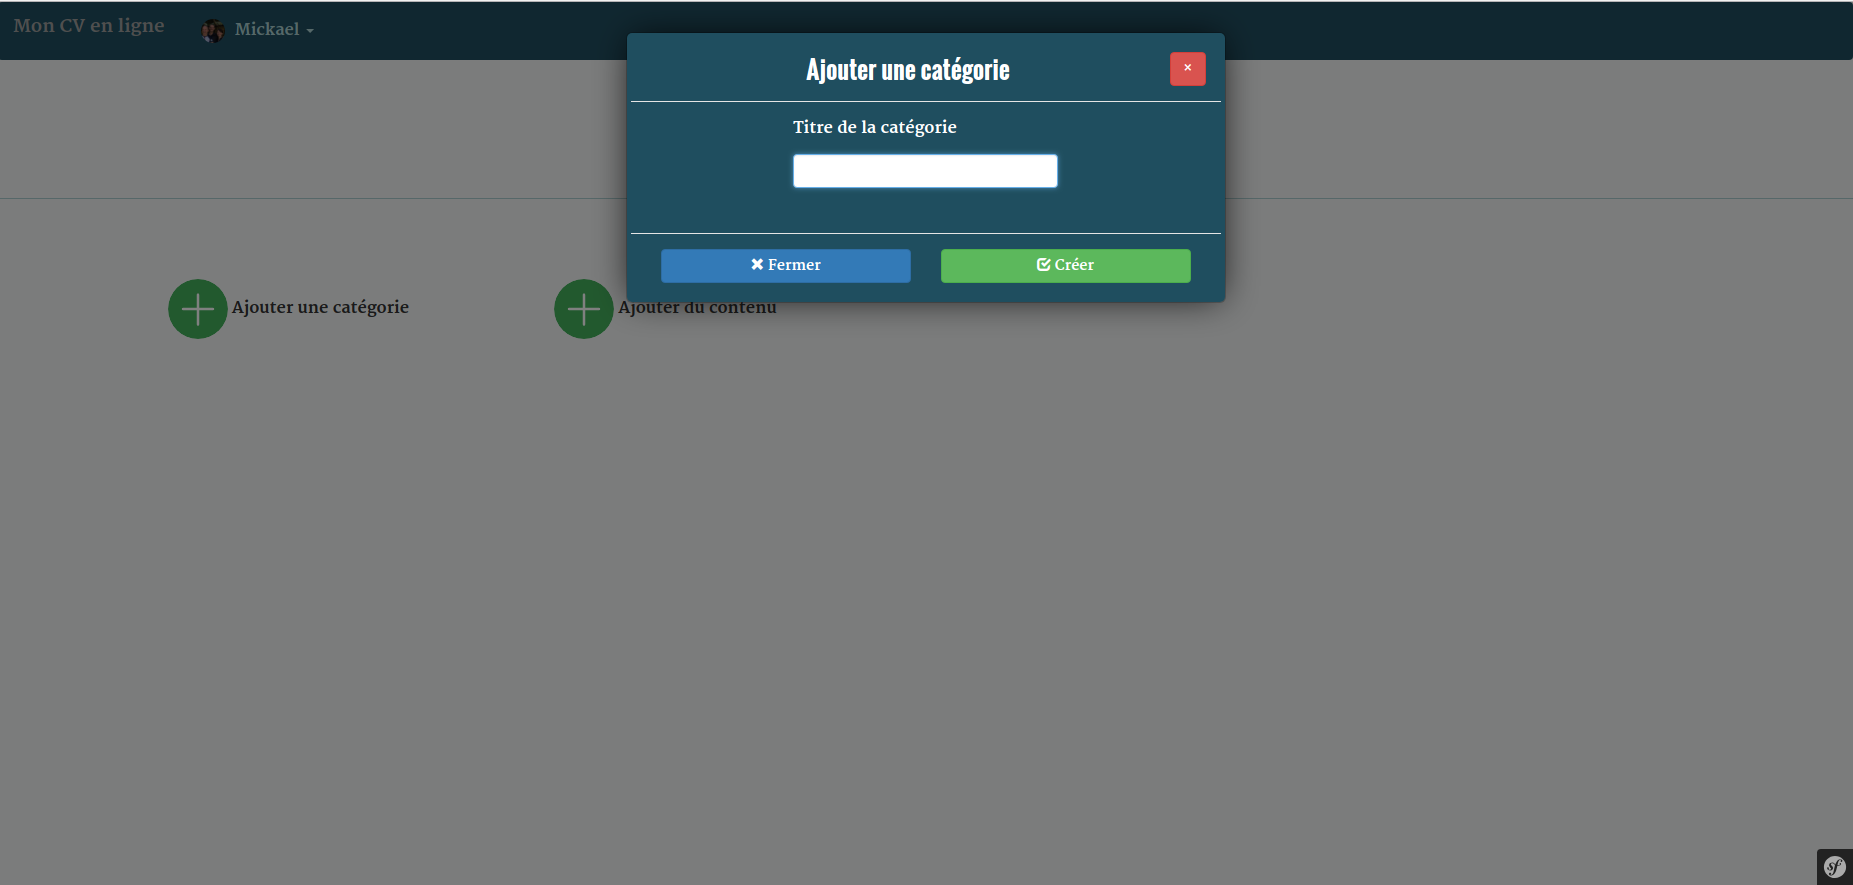 Mon CV en ligne
Mickael
Ajouter une catégorie
×
Titre de la catégorie
Fermer
Créer
Ajouter une catégorie
Ajouter du contenu
sf